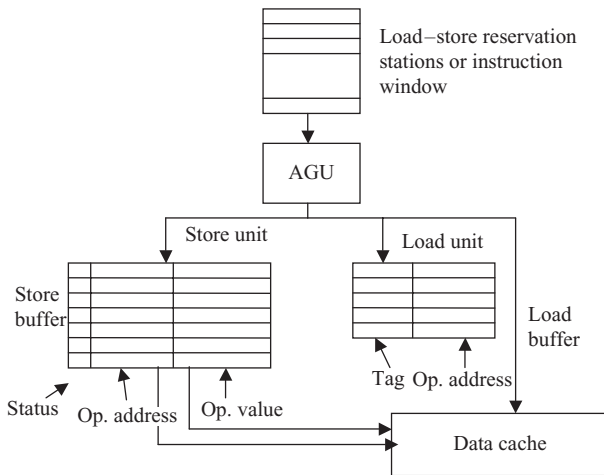 Load–store reservation
stations or instruction
window
AGU
Store unit
Load unit
Store
buffer
Load
buffer
Tag
Op. address
Status
Op. address
Op. value
Data cache